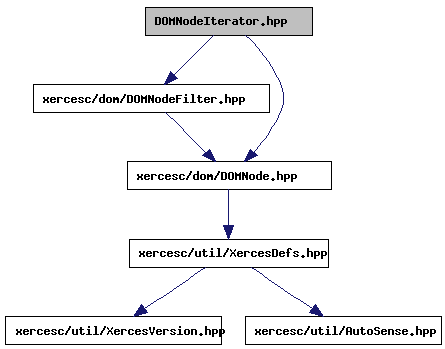 DOMNodeIterator.hpp
xercesc/dom/DOMNodeFilter.hpp
xercesc/dom/DOMNode.hpp
xercesc/util/XercesDefs.hpp
xercesc/util/XercesVersion.hpp
xercesc/util/AutoSense.hpp